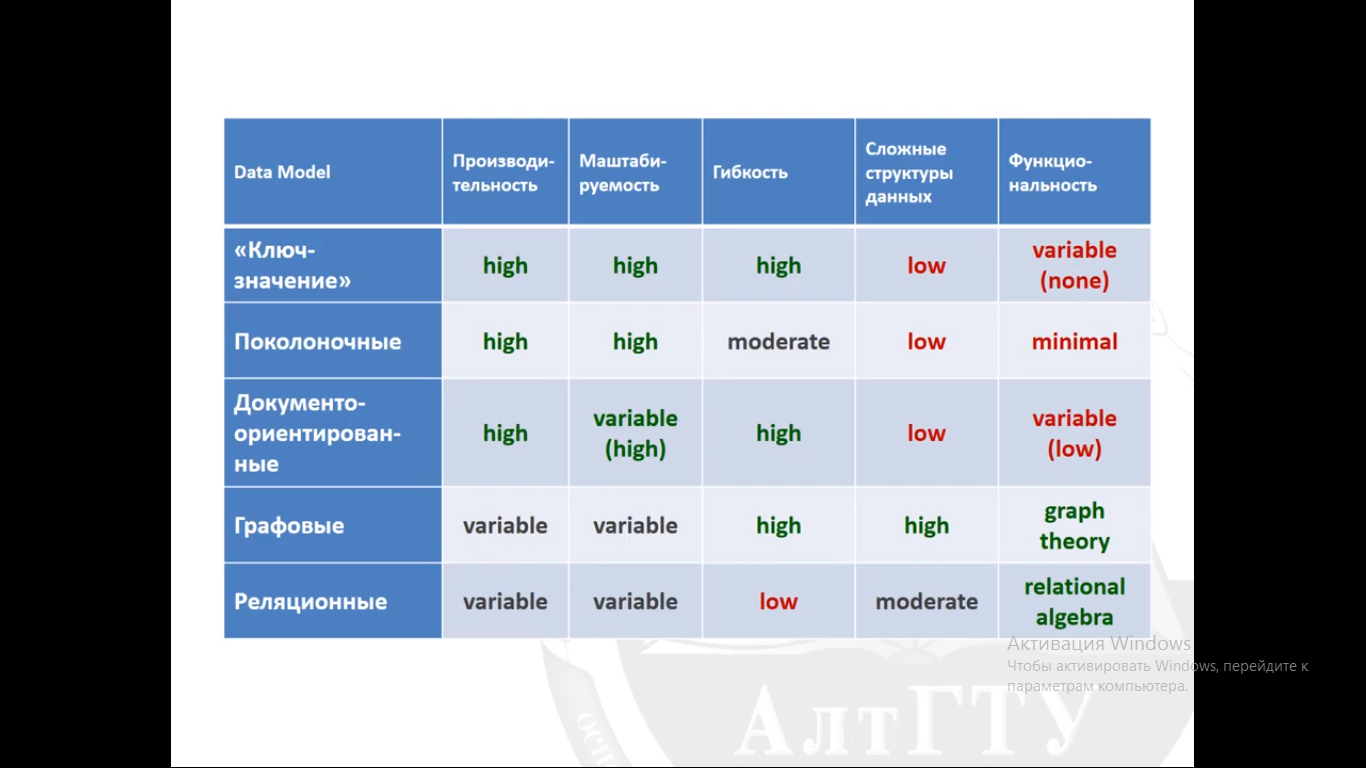 Data Model
Производи-
тельность
Маштаби-
руемость
Гибкость
Сложные
структуры
данных
Функцио-
нальность
«Ключ-
значение»
high
high
high
low
variable
(none)
Поколоночные
high
high
moderate
low
minimal
Документо-
ориентирован-
ные
high
variable
(high)
high
low
variable
(low)
Графовые
variable
variable
high
high
graph
theory
Реляционные
variable
variable
low
moderate
relational
algebra
Активация Windows
Чтобы активировать Windows, перейдите к
параметрам компьютера.
АлтГТУ